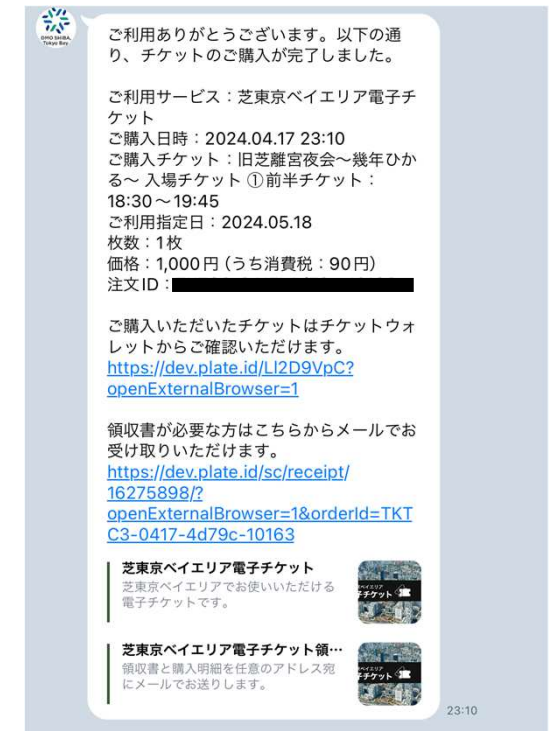 OMO SHIBA,
Tokyo Bay.
ご利用ありがとうございます。以下の通
り、チケットのご購入が完了しました。
ご利用サービス：芝東京ベイエリア電子チ
ケット
ご購入日時：2024.04.17 23:10
ご購入チケット：旧芝離宮夜会〜幾年ひか
る〜 入場チケット ①前半チケット：
18:30〜19:45
ご利用指定日：2024.05.18
枚数：1枚
価格：1,000円（うち消費税：90円）
注文ID：
ご購入いただいたチケットはチケットウォ
レットからご確認いただけます。
https://dev.plate.id/Ll2D9VpC?
openExternalBrowser=1
領収書が必要な方はこちらからメールでお
受け取りいただけます。
https://dev.plate.id/sc/receipt/
16275898/?
openExternalBrowser=1&orderId=TKT
C3-0417-4d79c-10163
芝東京ベイエリア電子チケット
芝東京ベイエリアでお使いいただける
電子チケットです。
ベイエリア
子チケット
芝東京ベイエリア電子チケット領…
領収書と購入明細を任意のアドレス宛
にメールでお送りします。
ベイエリア
子チケット
23:10